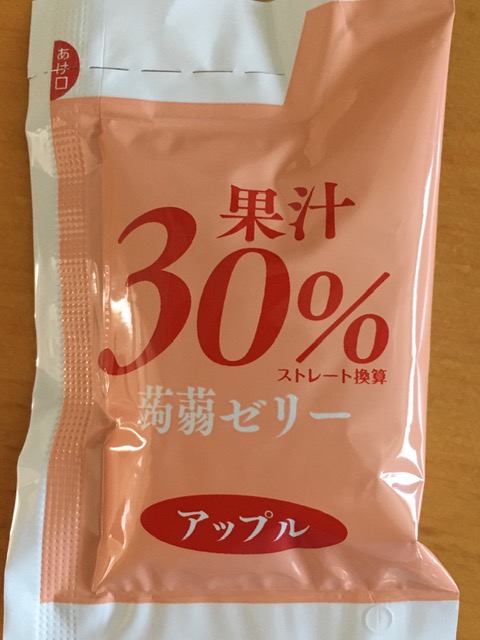 あけ口
果汁
30%
ストレート換算
蒟蒻ゼリー
アップル